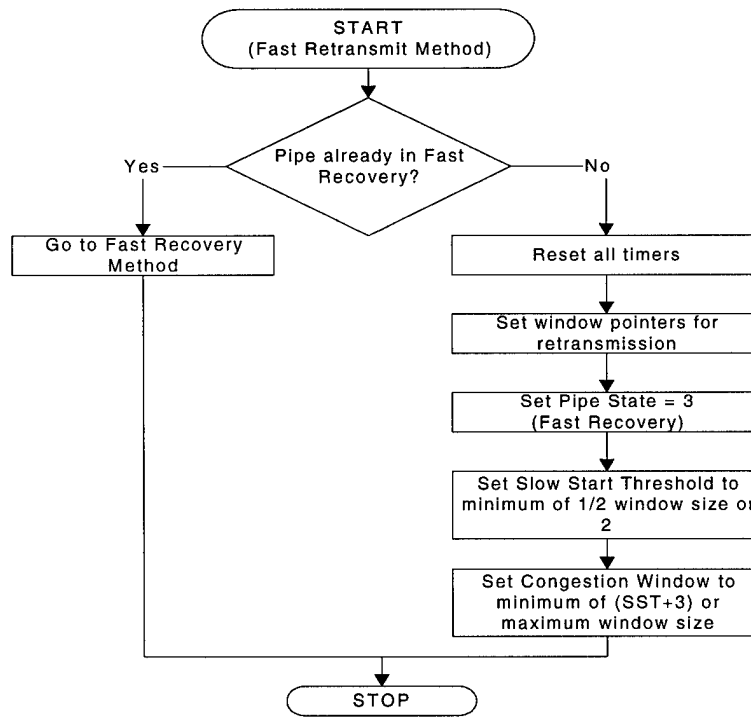 START
(Fast Retransmit Method)
Pipe already in Fast
Recovery?
Yes
No
Go to Fast Recovery
Method
Reset all timers
Set window pointers for
retransmission
Set Pipe State = 3
(Fast Recovery)
Set Slow Start Threshold to
minimum of 1/2 window size or
2
Set Congestion Window to
minimum of (SST+3) or
maximum window size
STOP